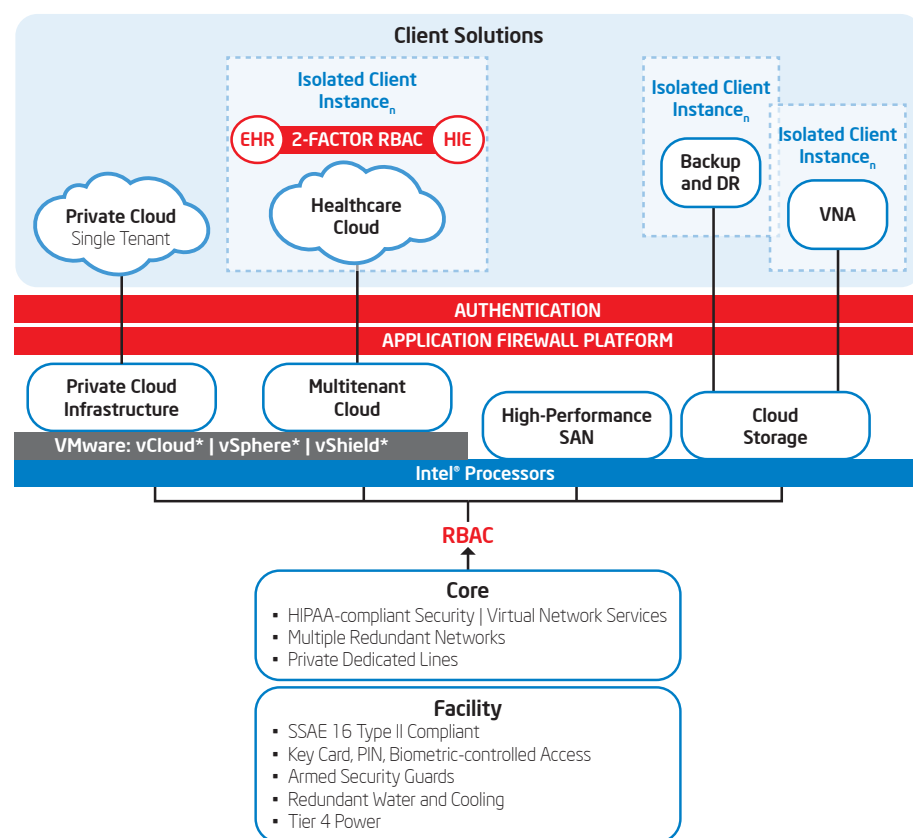 Client Solutions
Isolated Client
Instancen
EHR 2-FACTOR RBAC HIE
Healthcare
Cloud
Private Cloud
Single Tenant
Isolated Client
Instancen
Backup
and DR
Isolated Client
Instancen
VNA
AUTHENTICATION
APPLICATION FIREWALL PLATFORM
Private Cloud
Infrastructure
Multitenant
Cloud
High-Performance
SAN
Cloud
Storage
VMware: vCloud* | vSphere* | vShield*
Intel® Processors
RBAC
Core
▪ HIPAA-compliant Security | Virtual Network Services
▪ Multiple Redundant Networks
▪ Private Dedicated Lines
Facility
▪ SSAE 16 Type II Compliant
▪ Key Card, PIN, Biometric-controlled Access
▪ Armed Security Guards
▪ Redundant Water and Cooling
▪ Tier 4 Power